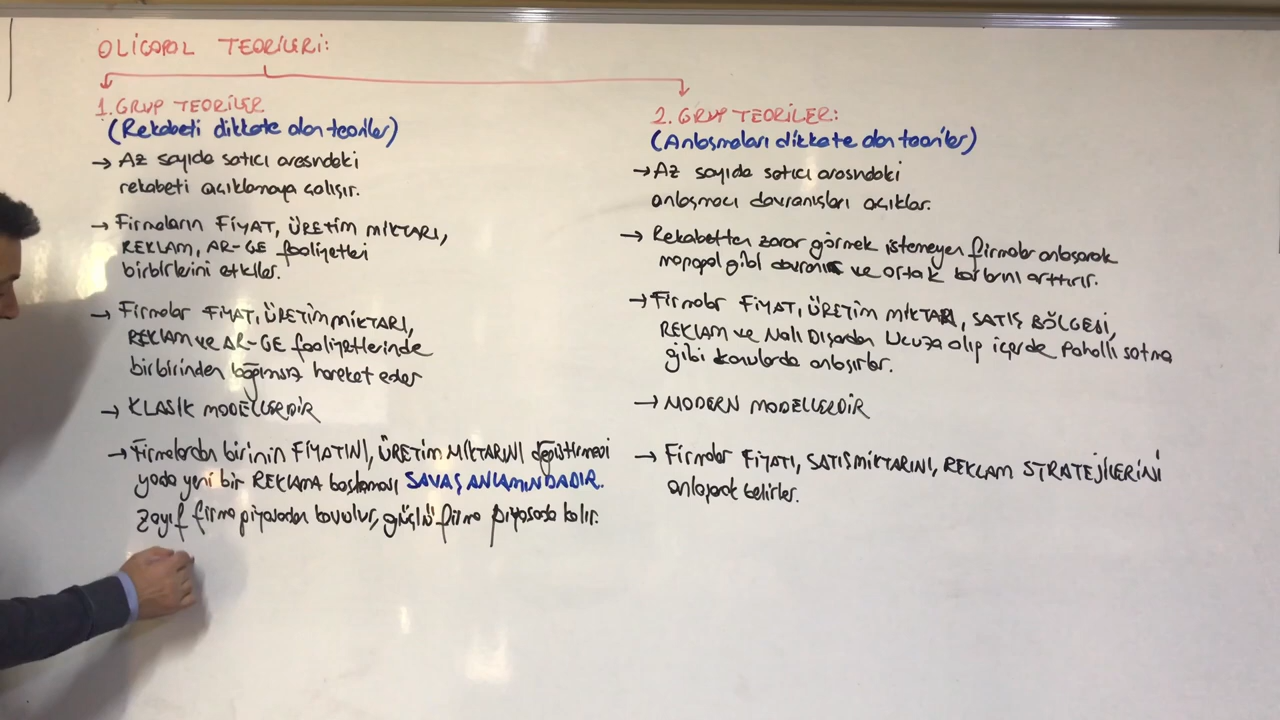 OLİGOPOL TEORİLERİ:
1. GRUP TEORİLER
(Rekabeti dikkate alan teoriler)
→ Az sayıda satıcı arasındaki
rekabeti açıklamaya çalışır.
→ Firmaların FİYAT, ÜRETİM MİKTARI,
REKLAM, AR-GE faaliyetleri
birbirlerini etkiler.
→ Firmalar FİYAT, ÜRETİM MİKTARI,
REKLAM ve AR-GE faaliyetlerinde
birbirinden bağımsız hareket eder
→ KLASİK MODELLERDİR
→ Firmalardan birinin FİYATINI, ÜRETİM MİKTARINI değiştirmesi
yada yeni bir REKLAMA başlaması SAVAŞ ANLAMINDADIR.
Zayıf firma piyasadan kovulur, güçlü firma piyasada kalır.
2. GRUP TEORİLER:
(Anlaşmaları dikkate alan teoriler)
→ Az sayıda satıcı arasındaki
anlaşmacı davranışları açıklar.
→ Rekabetten zarar görmek istemeyen firmalar anlaşarak
monopol gibi davranır ve ortak karlarını arttırır.
→ Firmalar FİYAT, ÜRETİM MİKTARI, SATIŞ BÖLGESİ,
REKLAM ve Malı Dışardan Ucuza alıp içerde Pahallı satma
gibi konularda anlaşırlar.
→ MODERN MODELLERDİR
→ Firmalar FİYATI, SATIŞ MİKTARINI, REKLAM STRATEJİLERİNİ
anlaşarak belirler.